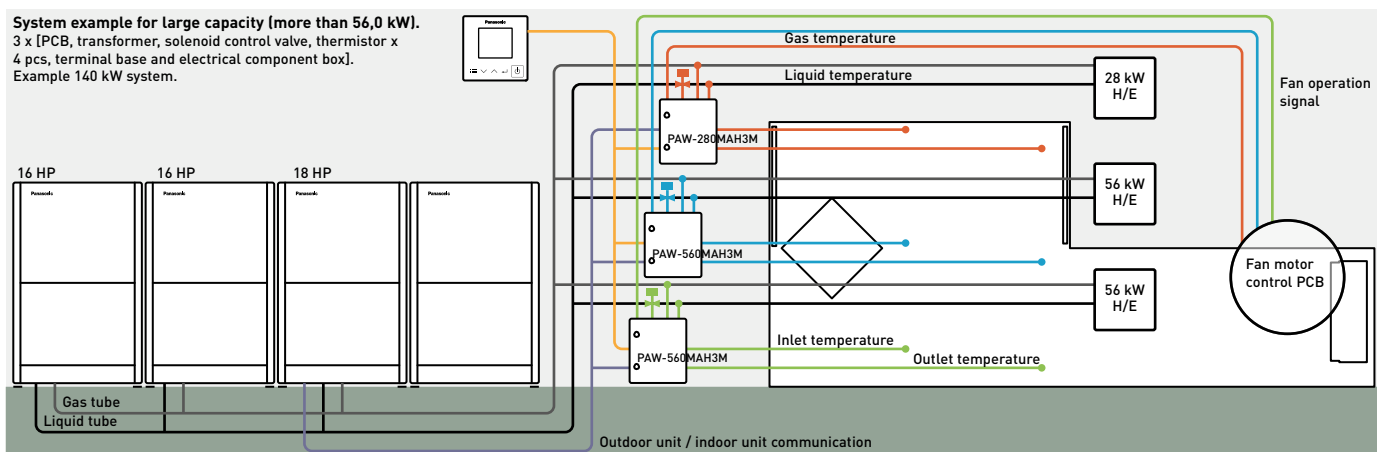 System example for large capacity (more than 56,0 kW).
3 x [PCB, transformer, solenoid control valve, thermistor x
4 pcs, terminal base and electrical component box].
Example 140 kW system.
Panasonic
Gas temperature
Liquid temperature
28 kW
H/E
Fan operation
signal
PAW-280MAH3M
16 HP
16 HP
18 HP
Panasonic
Panasonic
Panasonic
Panasonic
56 kW
H/E
PAW-560MAH3M
Fan motor
control PCB
56 kW
H/E
PAW-560MAH3M
Inlet temperature
Outlet temperature
Gas tube
Liquid tube
Outdoor unit / indoor unit communication